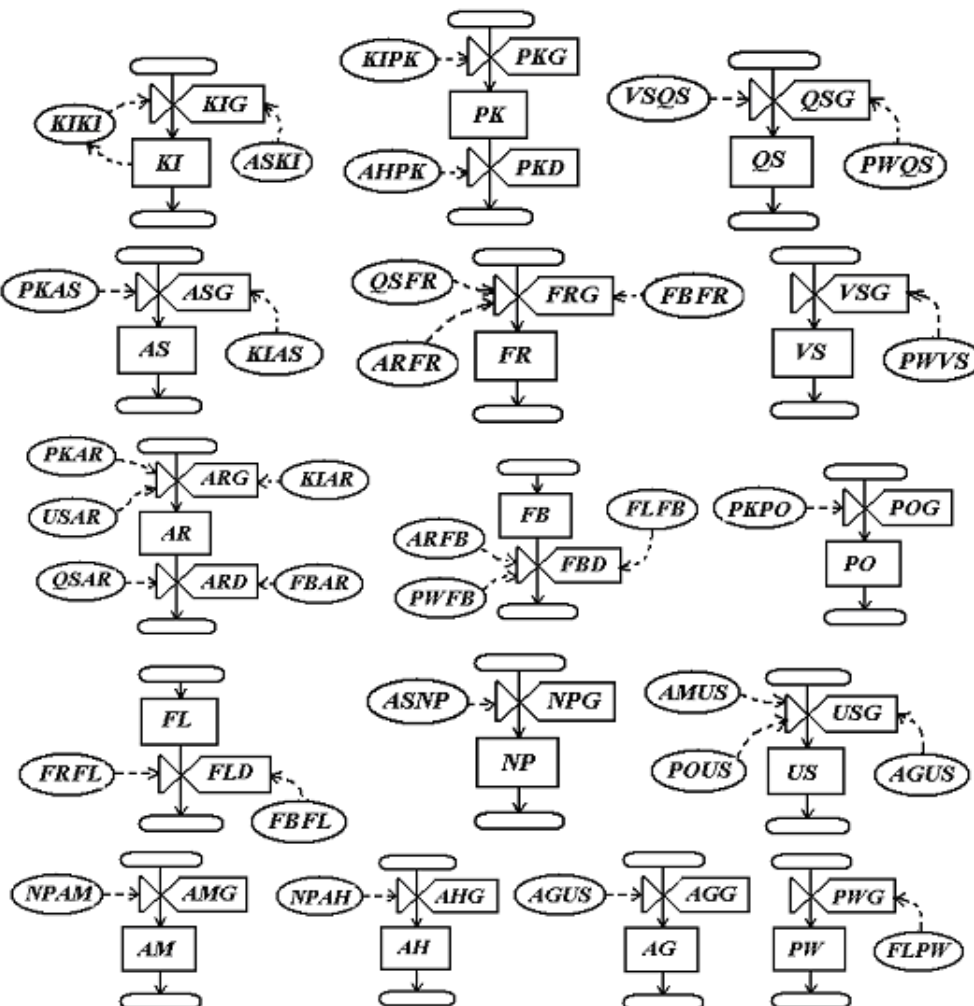 KIKI KIG ASKI KI
KIPK PKG PK AHPK PKD
VSQS QSG PWQS QS
PKAS ASG KIAS AS
QSFR FRG FBFR ARFR FR
VSG PWVS VS
PKAR ARG KIAR USAR AR QSAR ARD FBAR
FB FLFB ARFB FBD PWFB
PKPO POG PO
FL FRFL FLD FBFL
ASNP NPG NP
AMUS USG POUS AGUS US
NPAM AMG AM
NPAH AHG AH
AGUS AGG AG
PWG FLPW PW